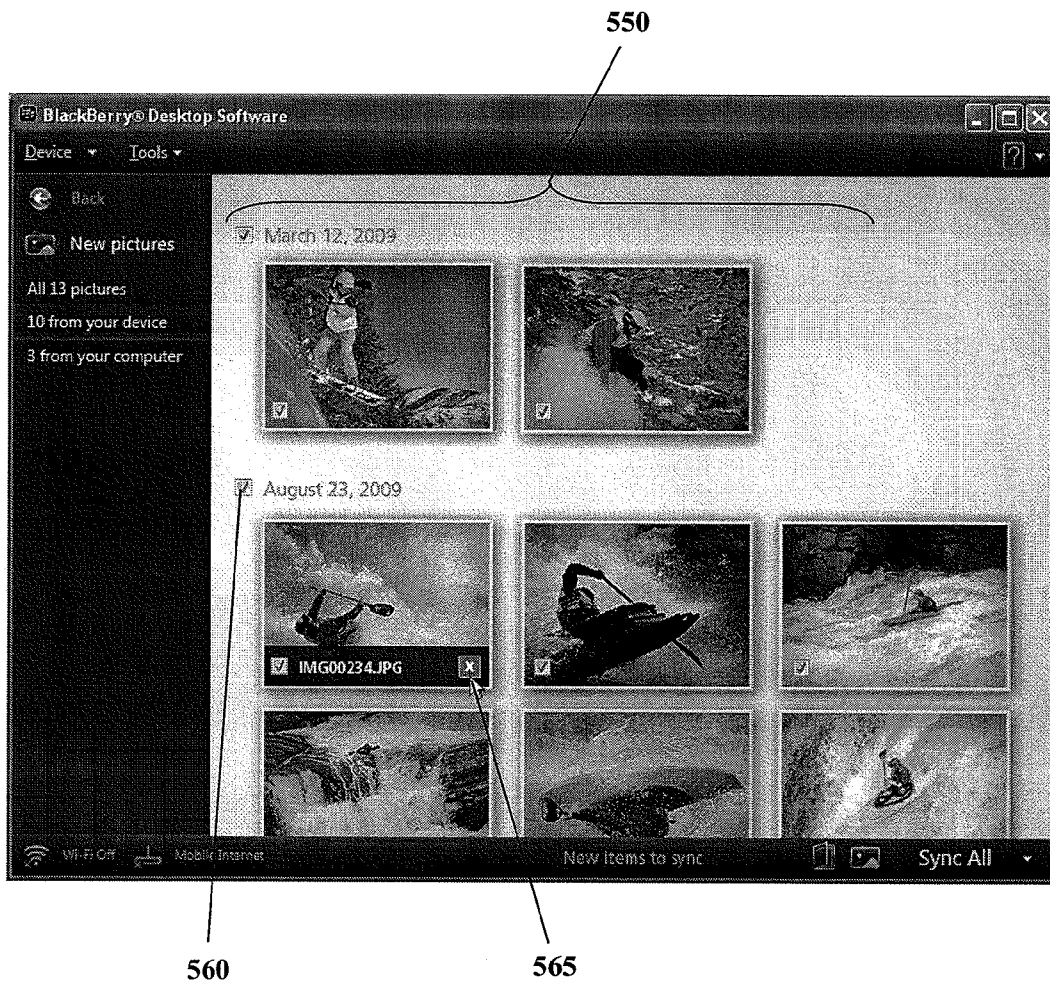 550
BlackBerry® Desktop Software
Device Tools
?
Back
New pictures
All 13 pictures
10 from your device
3 from your computer
March 12, 2009
August 23, 2009
IMG00234.JPG X
Wi-Fi Off Mobile Internet New items to sync Sync All
560 565